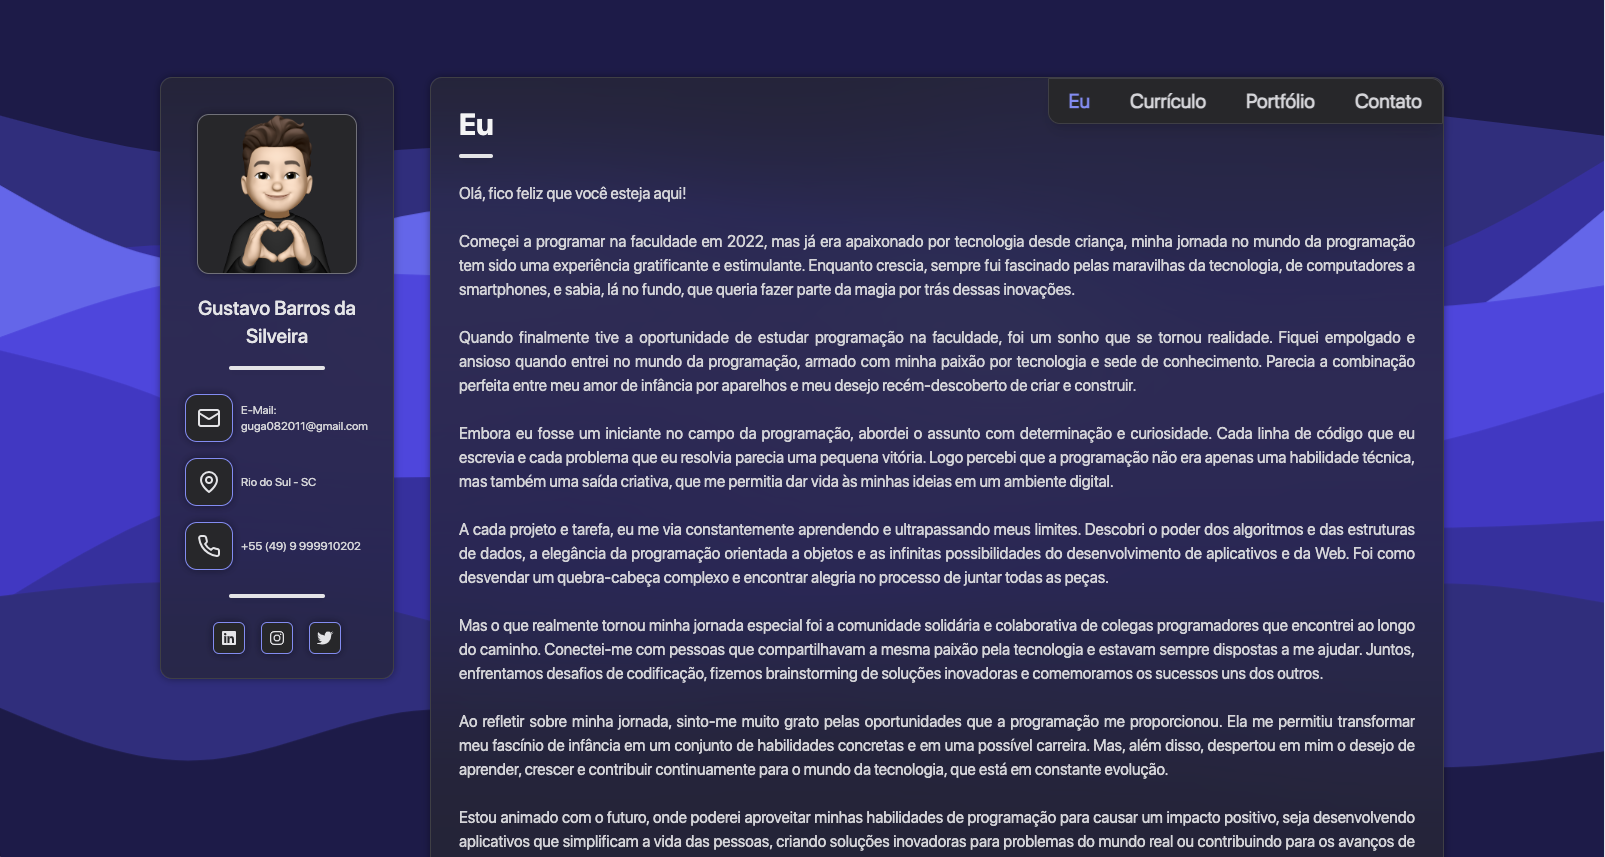 Gustavo Barros da
Silveira
E-Mail:
guga082011@gmail.com
Rio do Sul - SC
+55 (49) 9 999910202
Eu
Currículo
Portfólio
Contato
Eu
Olá, fico feliz que você esteja aqui!
Começei a programar na faculdade em 2022, mas já era apaixonado por tecnologia desde criança, minha jornada no mundo da programação
tem sido uma experiência gratificante e estimulante. Enquanto crescia, sempre fui fascinado pelas maravilhas da tecnologia, de computadores a
smartphones, e sabia, lá no fundo, que queria fazer parte da magia por trás dessas inovações.
Quando finalmente tive a oportunidade de estudar programação na faculdade, foi um sonho que se tornou realidade. Fiquei empolgado e
ansioso quando entrei no mundo da programação, armado com minha paixão por tecnologia e sede de conhecimento. Parecia a combinação
perfeita entre meu amor de infância por aparelhos e meu desejo recém-descoberto de criar e construir.
Embora eu fosse um iniciante no campo da programação, abordei o assunto com determinação e curiosidade. Cada linha de código que eu
escrevia e cada problema que eu resolvia parecia uma pequena vitória. Logo percebi que a programação não era apenas uma habilidade técnica,
mas também uma saída criativa, que me permitia dar vida às minhas ideias em um ambiente digital.
A cada projeto e tarefa, eu me via constantemente aprendendo e ultrapassando meus limites. Descobri o poder dos algoritmos e das estruturas
de dados, a elegância da programação orientada a objetos e as infinitas possibilidades do desenvolvimento de aplicativos e da Web. Foi como
desvendar um quebra-cabeça complexo e encontrar alegria no processo de juntar todas as peças.
Mas o que realmente tornou minha jornada especial foi a comunidade solidária e colaborativa de colegas programadores que encontrei ao longo
do caminho. Conectei-me com pessoas que compartilhavam a mesma paixão pela tecnologia e estavam sempre dispostas a me ajudar. Juntos,
enfrentamos desafios de codificação, fizemos brainstorming de soluções inovadoras e comemoramos os sucessos uns dos outros.
Ao refletir sobre minha jornada, sinto-me muito grato pelas oportunidades que a programação me proporcionou. Ela me permitiu transformar
meu fascínio de infância em um conjunto de habilidades concretas e em uma possível carreira. Mas, além disso, despertou em mim o desejo de
aprender, crescer e contribuir continuamente para o mundo da tecnologia, que está em constante evolução.
Estou animado com o futuro, onde poderei aproveitar minhas habilidades de programação para causar um impacto positivo, seja desenvolvendo
aplicativos que simplificam a vida das pessoas, criando soluções inovadoras para problemas do mundo real ou contribuindo para os avanços de